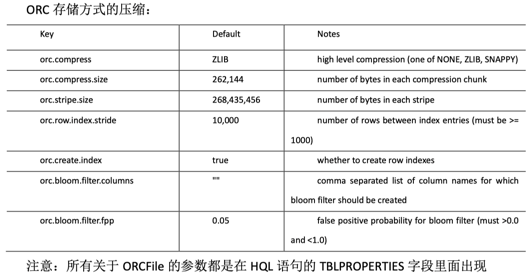 ORC 存储方式的压缩：
Key Default Notes
orc.compress ZLIB high level compression (one of NONE, ZLIB, SNAPPY)
orc.compress.size 262,144 number of bytes in each compression chunk
orc.stripe.size 268,435,456 number of bytes in each stripe
orc.row.index.stride 10,000 number of rows between index entries (must be >=
1000)
orc.create.index true whether to create row indexes
orc.bloom.filter.columns "" comma separated list of column names for which
bloom filter should be created
orc.bloom.filter.fpp 0.05 false positive probability for bloom filter (must >0.0
and <1.0)
注意：所有关于 ORCFile 的参数都是在 HQL 语句的 TBLPROPERTIES 字段里面出现